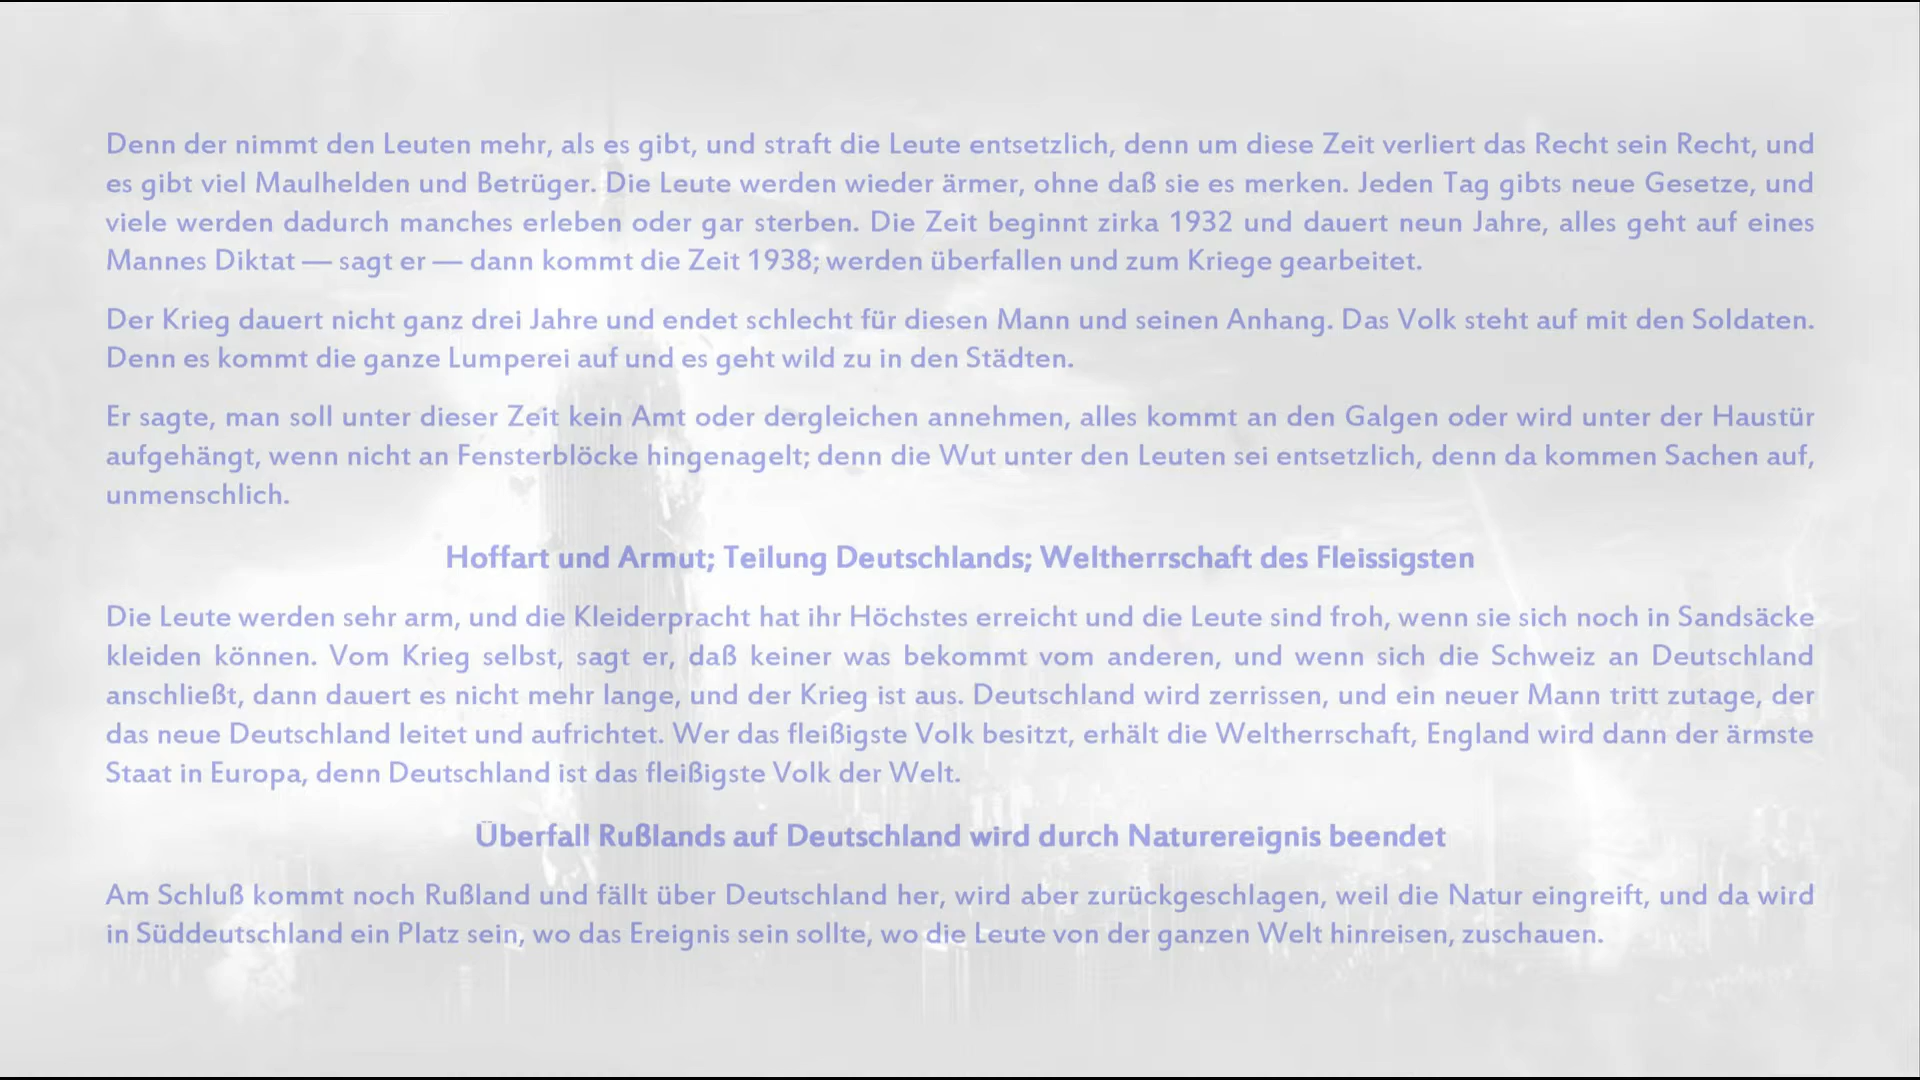 Denn der nimmt den Leuten mehr, als es gibt, und straft die Leute entsetzlich, denn um diese Zeit verliert das Recht sein Recht, und
es gibt viel Maulhelden und Betrüger. Die Leute werden wieder ärmer, ohne daß sie es merken. Jeden Tag gibts neue Gesetze, und
viele werden dadurch manches erleben oder gar sterben. Die Zeit beginnt zirka 1932 und dauert neun Jahre, alles geht auf eines
Mannes Diktat — sagt er — dann kommt die Zeit 1938; werden überfallen und zum Kriege gearbeitet.
Der Krieg dauert nicht ganz drei Jahre und endet schlecht für diesen Mann und seinen Anhang. Das Volk steht auf mit den Soldaten.
Denn es kommt die ganze Lumperei auf und es geht wild zu in den Städten.
Er sagte, man soll unter dieser Zeit kein Amt oder dergleichen annehmen, alles kommt an den Galgen oder wird unter der Haustür
aufgehängt, wenn nicht an Fensterblöcke hingenagelt; denn die Wut unter den Leuten sei entsetzlich, denn da kommen Sachen auf,
unmenschlich.
Hoffart und Armut; Teilung Deutschlands; Weltherrschaft des Fleissigsten
Die Leute werden sehr arm, und die Kleiderpracht hat ihr Höchstes erreicht und die Leute sind froh, wenn sie sich noch in Sandsäcke
kleiden können. Vom Krieg selbst, sagt er, daß keiner was bekommt vom anderen, und wenn sich die Schweiz an Deutschland
anschließt, dann dauert es nicht mehr lange, und der Krieg ist aus. Deutschland wird zerrissen, und ein neuer Mann tritt zutage, der
das neue Deutschland leitet und aufrichtet. Wer das fleißigste Volk besitzt, erhält die Weltherrschaft, England wird dann der ärmste
Staat in Europa, denn Deutschland ist das fleißigste Volk der Welt.
Überfall Rußlands auf Deutschland wird durch Naturereignis beendet
Am Schluß kommt noch Rußland und fällt über Deutschland her, wird aber zurückgeschlagen, weil die Natur eingreift, und da wird
in Süddeutschland ein Platz sein, wo das Ereignis sein sollte, wo die Leute von der ganzen Welt hinreisen, zuschauen.